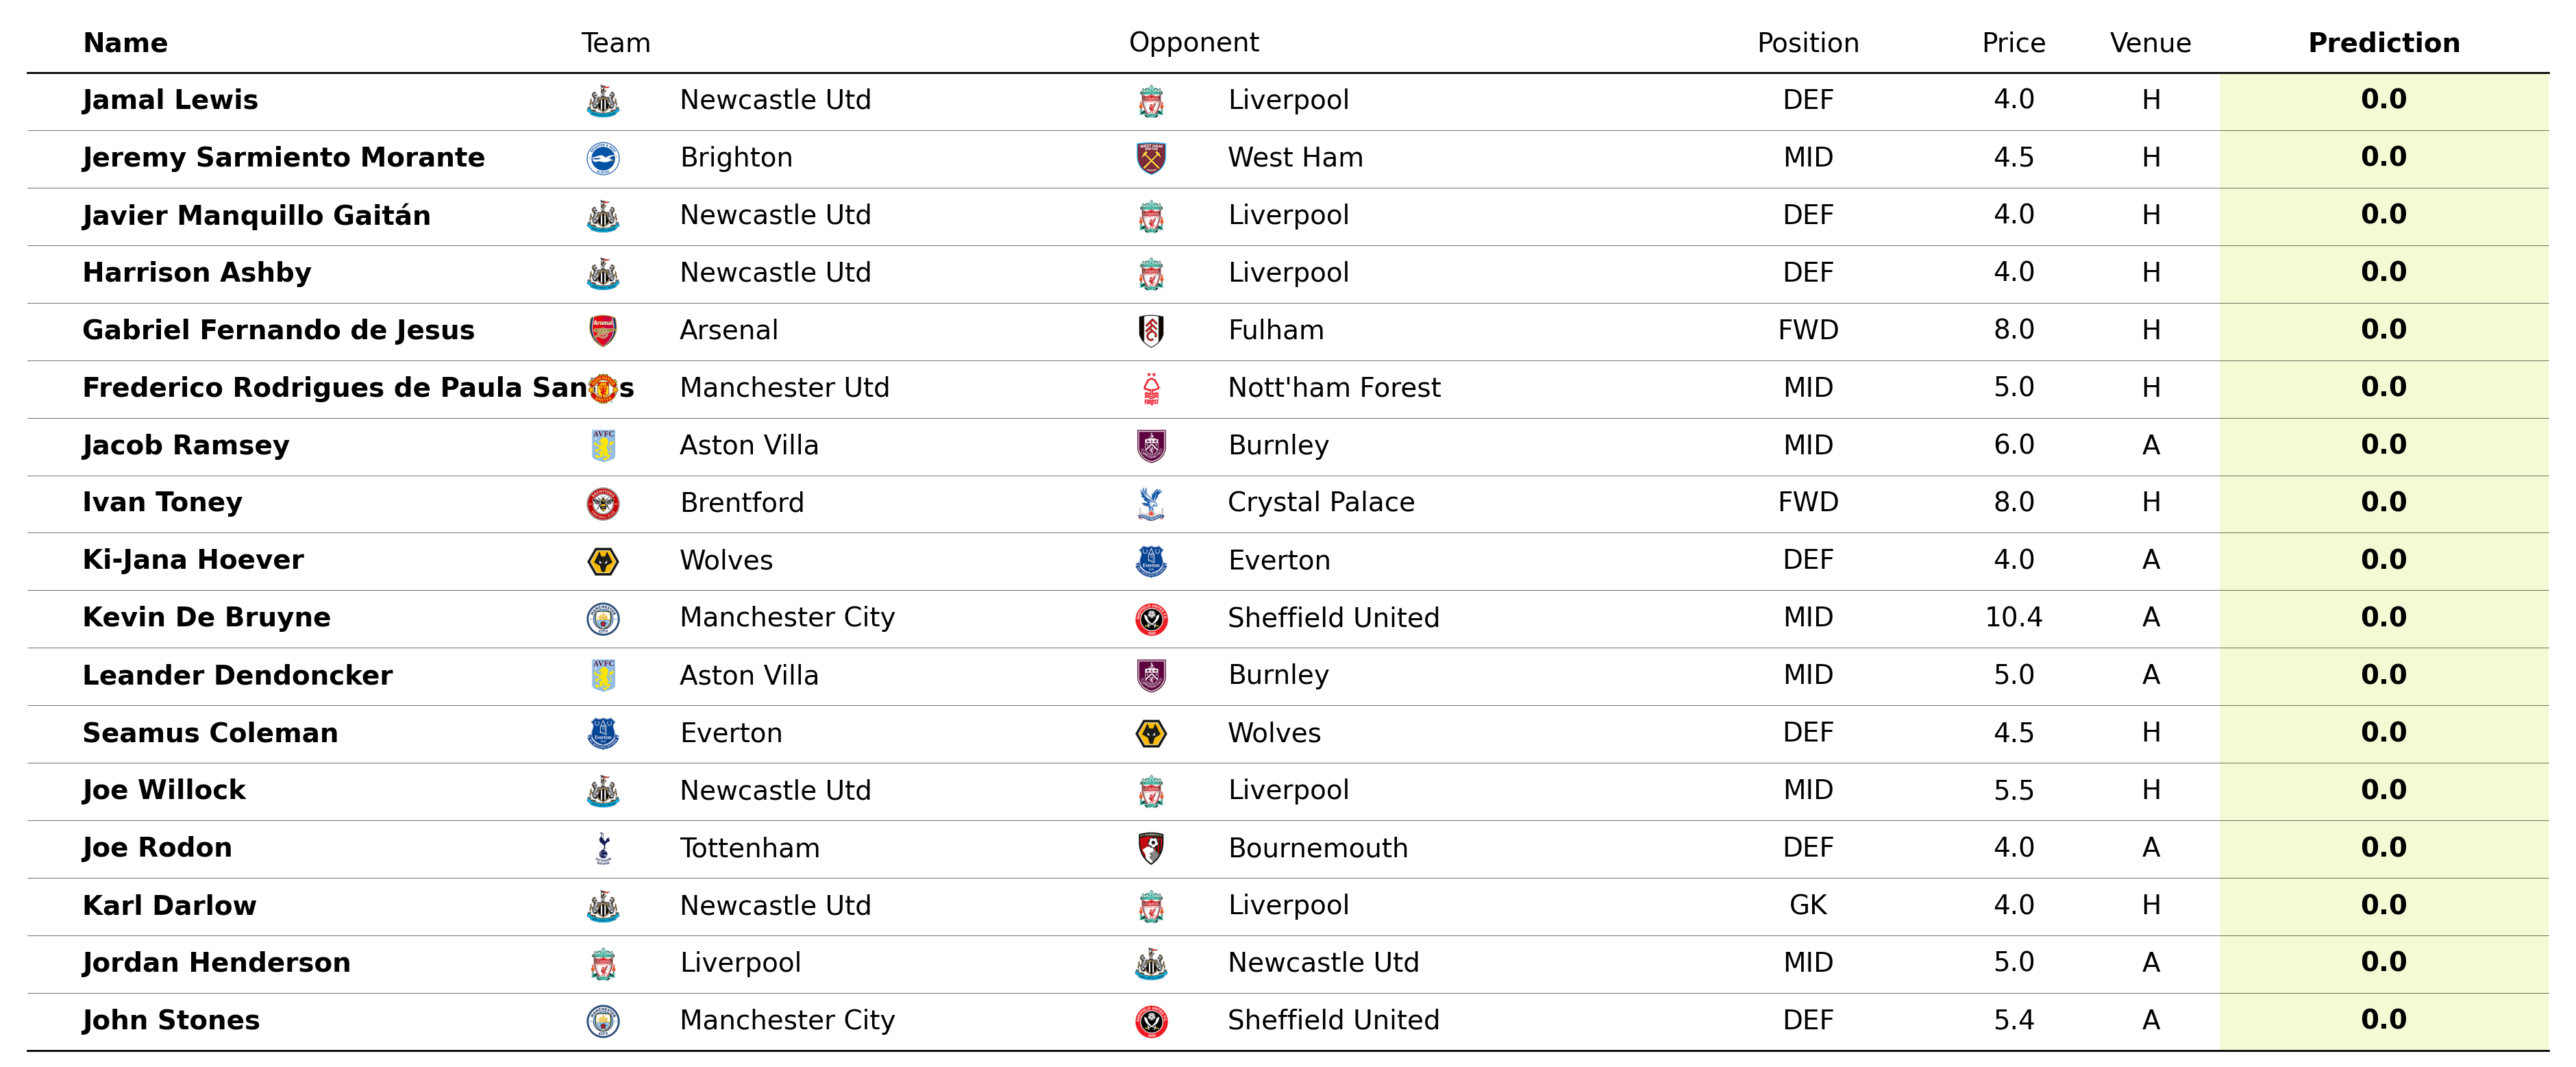 Name Team Opponent Position Price Venue Prediction
Jamal Lewis Newcastle Utd Liverpool DEF 4.0 H 0.0
Jeremy Sarmiento Morante Brighton West Ham MID 4.5 H 0.0
Javier Manquillo Gaitán Newcastle Utd Liverpool DEF 4.0 H 0.0
Harrison Ashby Newcastle Utd Liverpool DEF 4.0 H 0.0
Gabriel Fernando de Jesus Arsenal Fulham FWD 8.0 H 0.0
Frederico Rodrigues de Paula Santos Manchester Utd Nott'ham Forest MID 5.0 H 0.0
Jacob Ramsey Aston Villa Burnley MID 6.0 A 0.0
Ivan Toney Brentford Crystal Palace FWD 8.0 H 0.0
Ki-Jana Hoever Wolves Everton DEF 4.0 A 0.0
Kevin De Bruyne Manchester City Sheffield United MID 10.4 A 0.0
Leander Dendoncker Aston Villa Burnley MID 5.0 A 0.0
Seamus Coleman Everton Wolves DEF 4.5 H 0.0
Joe Willock Newcastle Utd Liverpool MID 5.5 H 0.0
Joe Rodon Tottenham Bournemouth DEF 4.0 A 0.0
Karl Darlow Newcastle Utd Liverpool GK 4.0 H 0.0
Jordan Henderson Liverpool Newcastle Utd MID 5.0 A 0.0
John Stones Manchester City Sheffield United DEF 5.4 A 0.0